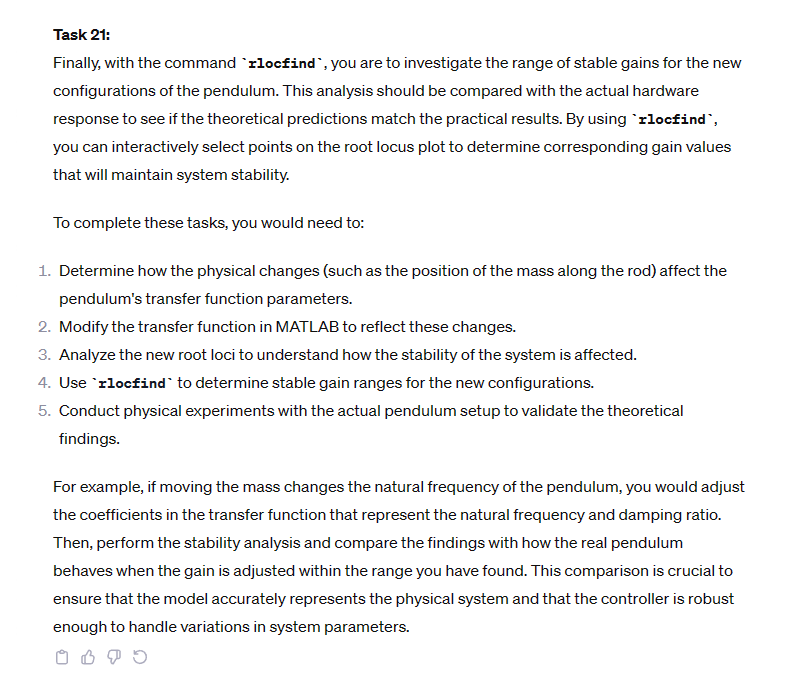 Task 21:
Finally, with the command `rlocfind`, you are to investigate the range of stable gains for the new
configurations of the pendulum. This analysis should be compared with the actual hardware
response to see if the theoretical predictions match the practical results. By using `rlocfind`,
you can interactively select points on the root locus plot to determine corresponding gain values
that will maintain system stability.
To complete these tasks, you would need to:
1. Determine how the physical changes (such as the position of the mass along the rod) affect the
pendulum's transfer function parameters.
2. Modify the transfer function in MATLAB to reflect these changes.
3. Analyze the new root loci to understand how the stability of the system is affected.
4. Use `rlocfind` to determine stable gain ranges for the new configurations.
5. Conduct physical experiments with the actual pendulum setup to validate the theoretical
findings.
For example, if moving the mass changes the natural frequency of the pendulum, you would adjust
the coefficients in the transfer function that represent the natural frequency and damping ratio.
Then, perform the stability analysis and compare the findings with how the real pendulum
behaves when the gain is adjusted within the range you have found. This comparison is crucial to
ensure that the model accurately represents the physical system and that the controller is robust
enough to handle variations in system parameters.